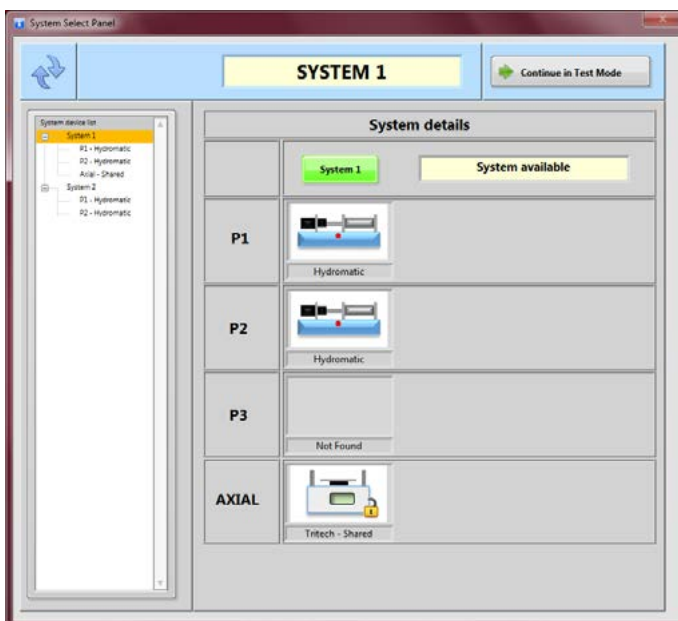 System Select Panel
SYSTEM 1
Continue in Test Mode
System device list
System 1
P1 - Hydromatic
P2 - Hydromatic
Axial - Shared
System 2
P1 - Hydromatic
P2 - Hydromatic
System details
System 1
System available
P1
Hydromatic
P2
Hydromatic
P3
Not Found
AXIAL
Tritech - Shared